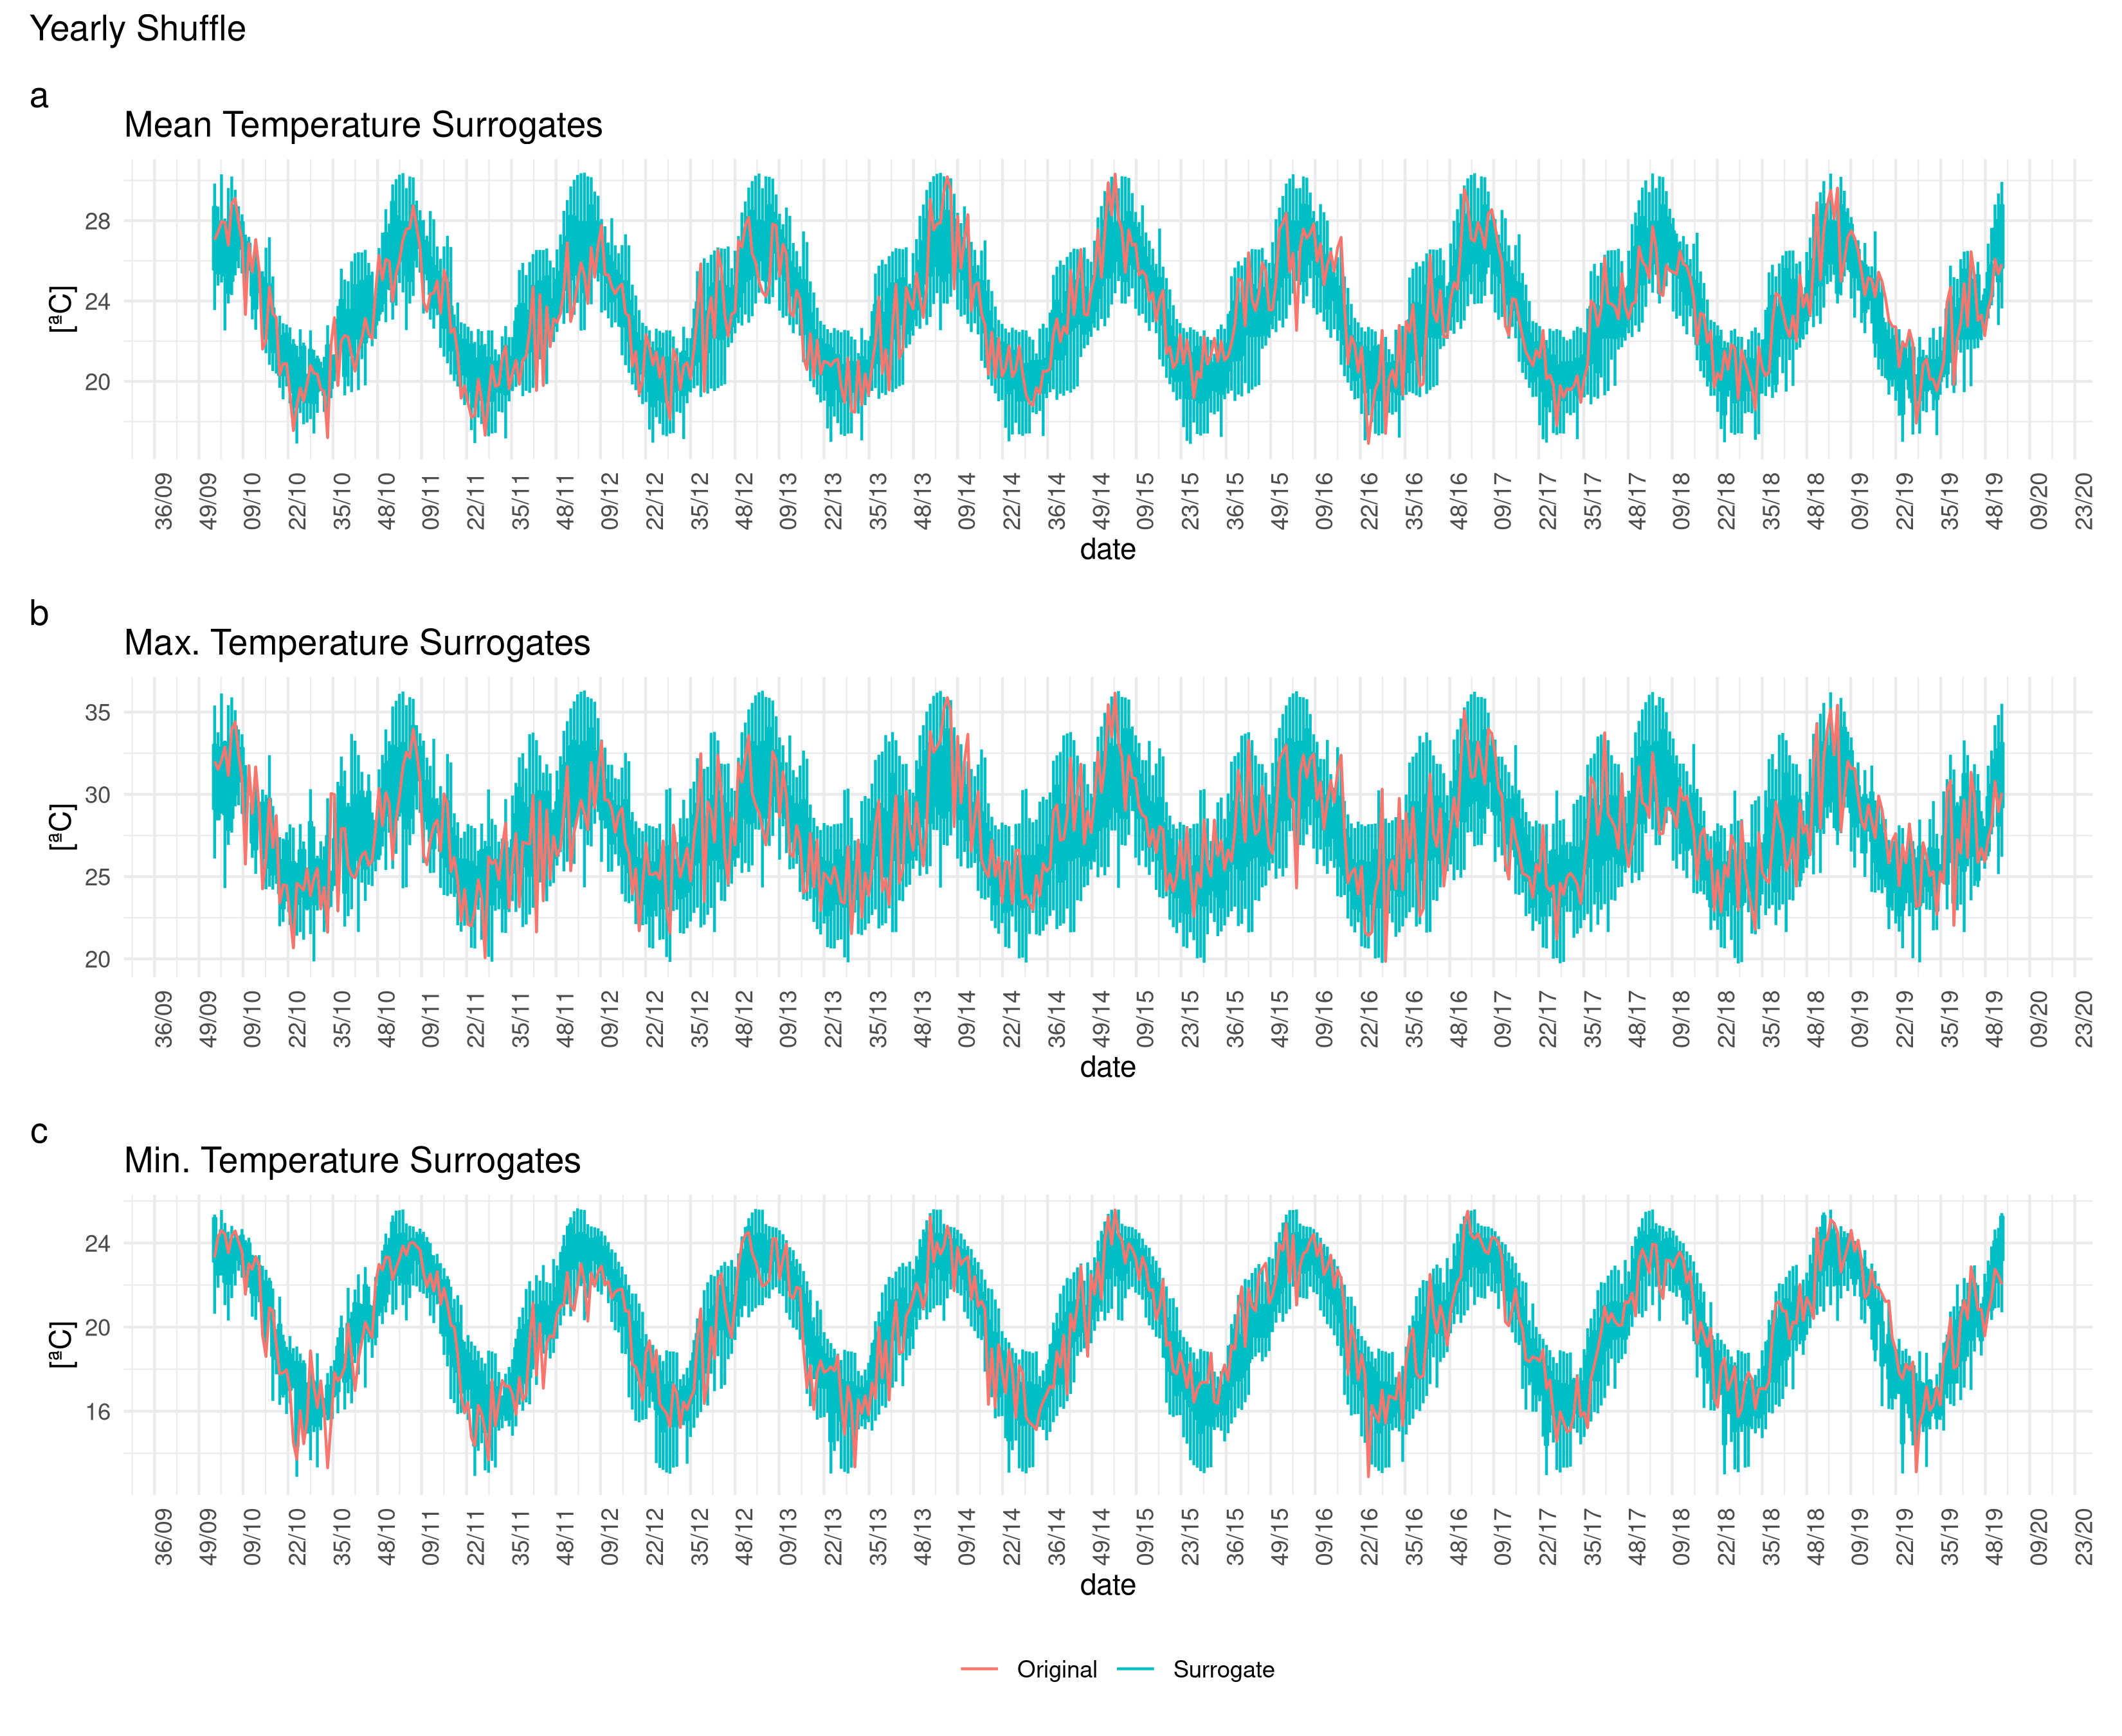 Yearly Shuffle
a
Mean Temperature Surrogates
28
24
20
[ªC]
36/09 49/09 09/10 22/10 35/10 48/10 09/11 22/11 35/11 48/11 09/12 22/12 35/12 48/12 09/13 22/13 35/13 48/13 09/14 22/14 36/14 49/14 09/15 23/15 36/15 49/15 09/16 22/16 35/16 48/16 09/17 22/17 35/17 48/17 09/18 22/18 35/18 48/18 09/19 22/19 35/19 48/19 09/20 23/20
date
b
Max. Temperature Surrogates
35
30
25
20
[ªC]
36/09 49/09 09/10 22/10 35/10 48/10 09/11 22/11 35/11 48/11 09/12 22/12 35/12 48/12 09/13 22/13 35/13 48/13 09/14 22/14 36/14 49/14 09/15 23/15 36/15 49/15 09/16 22/16 35/16 48/16 09/17 22/17 35/17 48/17 09/18 22/18 35/18 48/18 09/19 22/19 35/19 48/19 09/20 23/20
date
c
Min. Temperature Surrogates
24
20
16
[ªC]
36/09 49/09 09/10 22/10 35/10 48/10 09/11 22/11 35/11 48/11 09/12 22/12 35/12 48/12 09/13 22/13 35/13 48/13 09/14 22/14 36/14 49/14 09/15 23/15 36/15 49/15 09/16 22/16 35/16 48/16 09/17 22/17 35/17 48/17 09/18 22/18 35/18 48/18 09/19 22/19 35/19 48/19 09/20 23/20
date
Original Surrogate